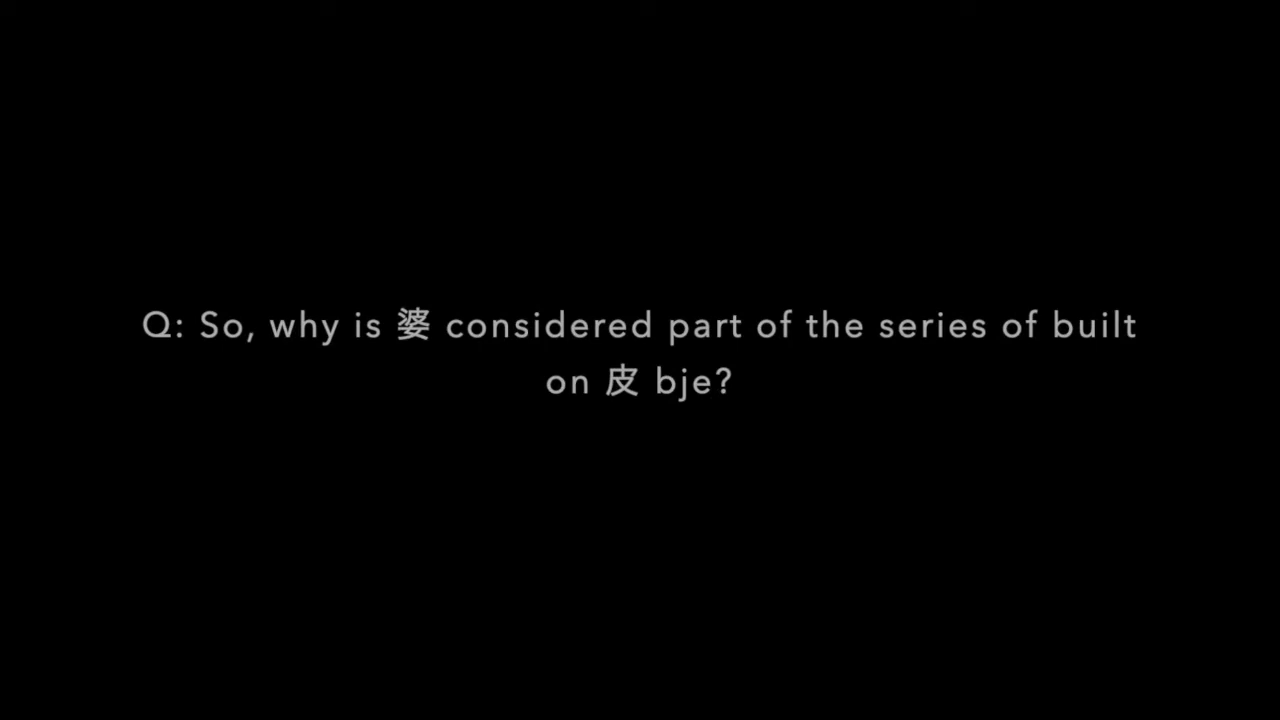 Q: So, why is 婆 considered part of the series of built
on 皮 bje?